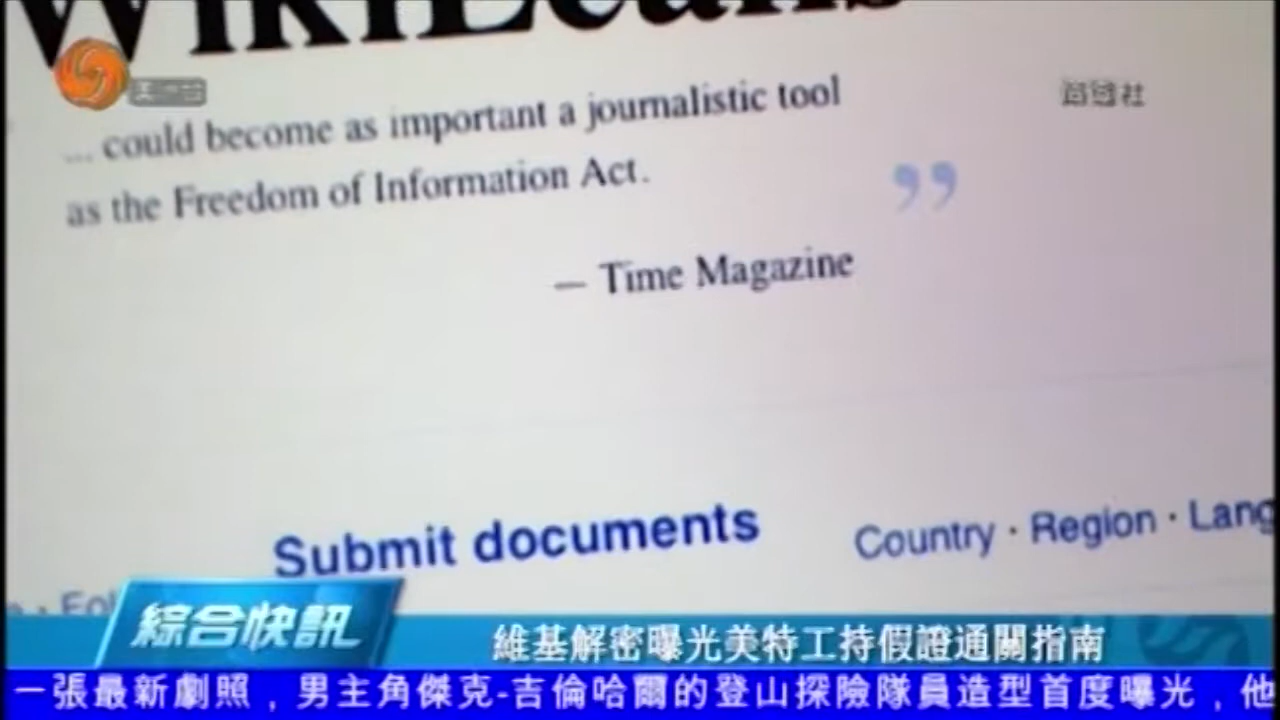 WikiLeaks
... could become as important a journalistic tool
as the Freedom of Information Act.
”
— Time Magazine
Submit documents
Country · Region · Lang
綜合快訊
維基解密曝光美特工持假證通關指南
一張最新劇照，男主角傑克-吉倫哈爾的登山探險隊員造型首度曝光，他